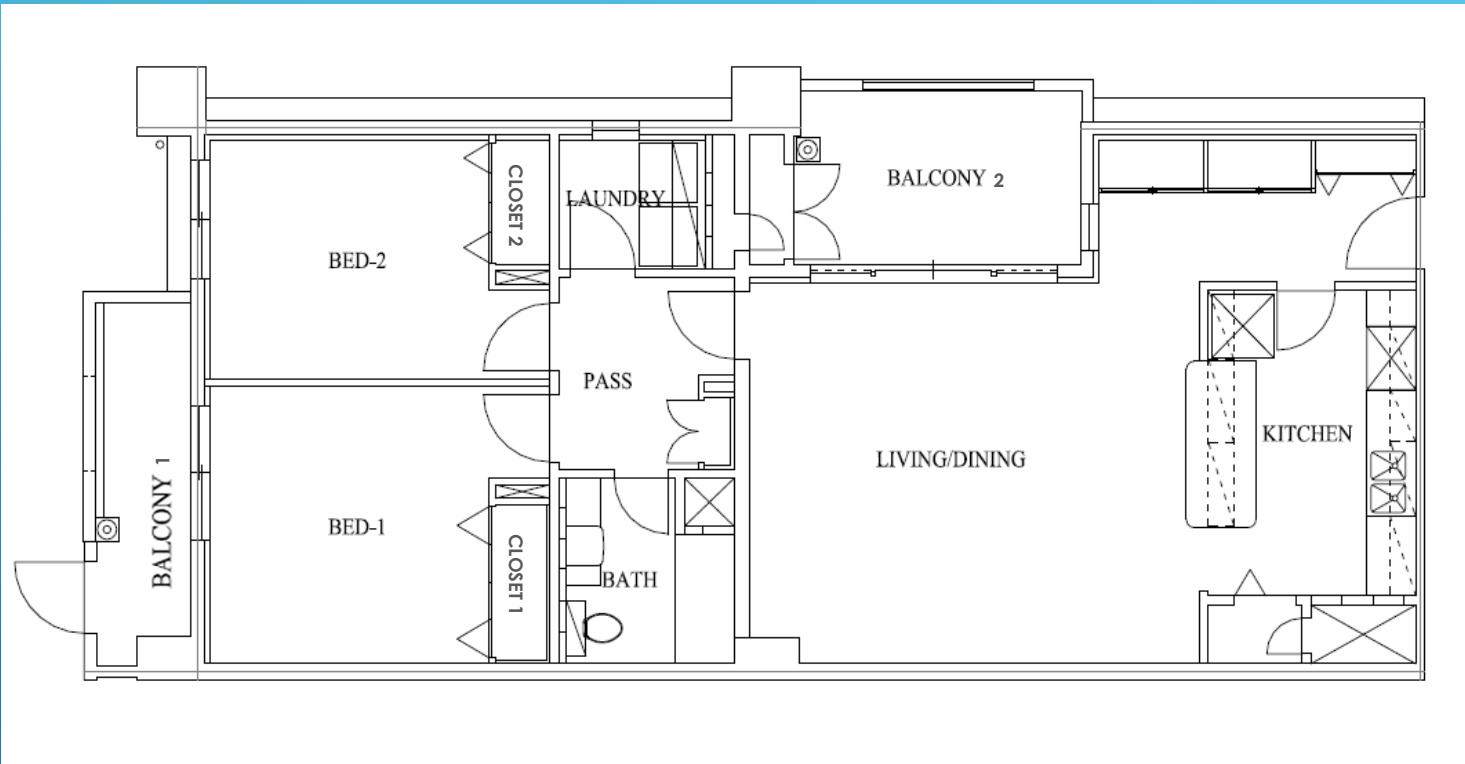 BALCONY 2
CLOSET 2
LAUNDRY
BED-2
PASS
KITCHEN
LIVING/DINING
BALCONY 1
BED-1
CLOSET 1
BATH